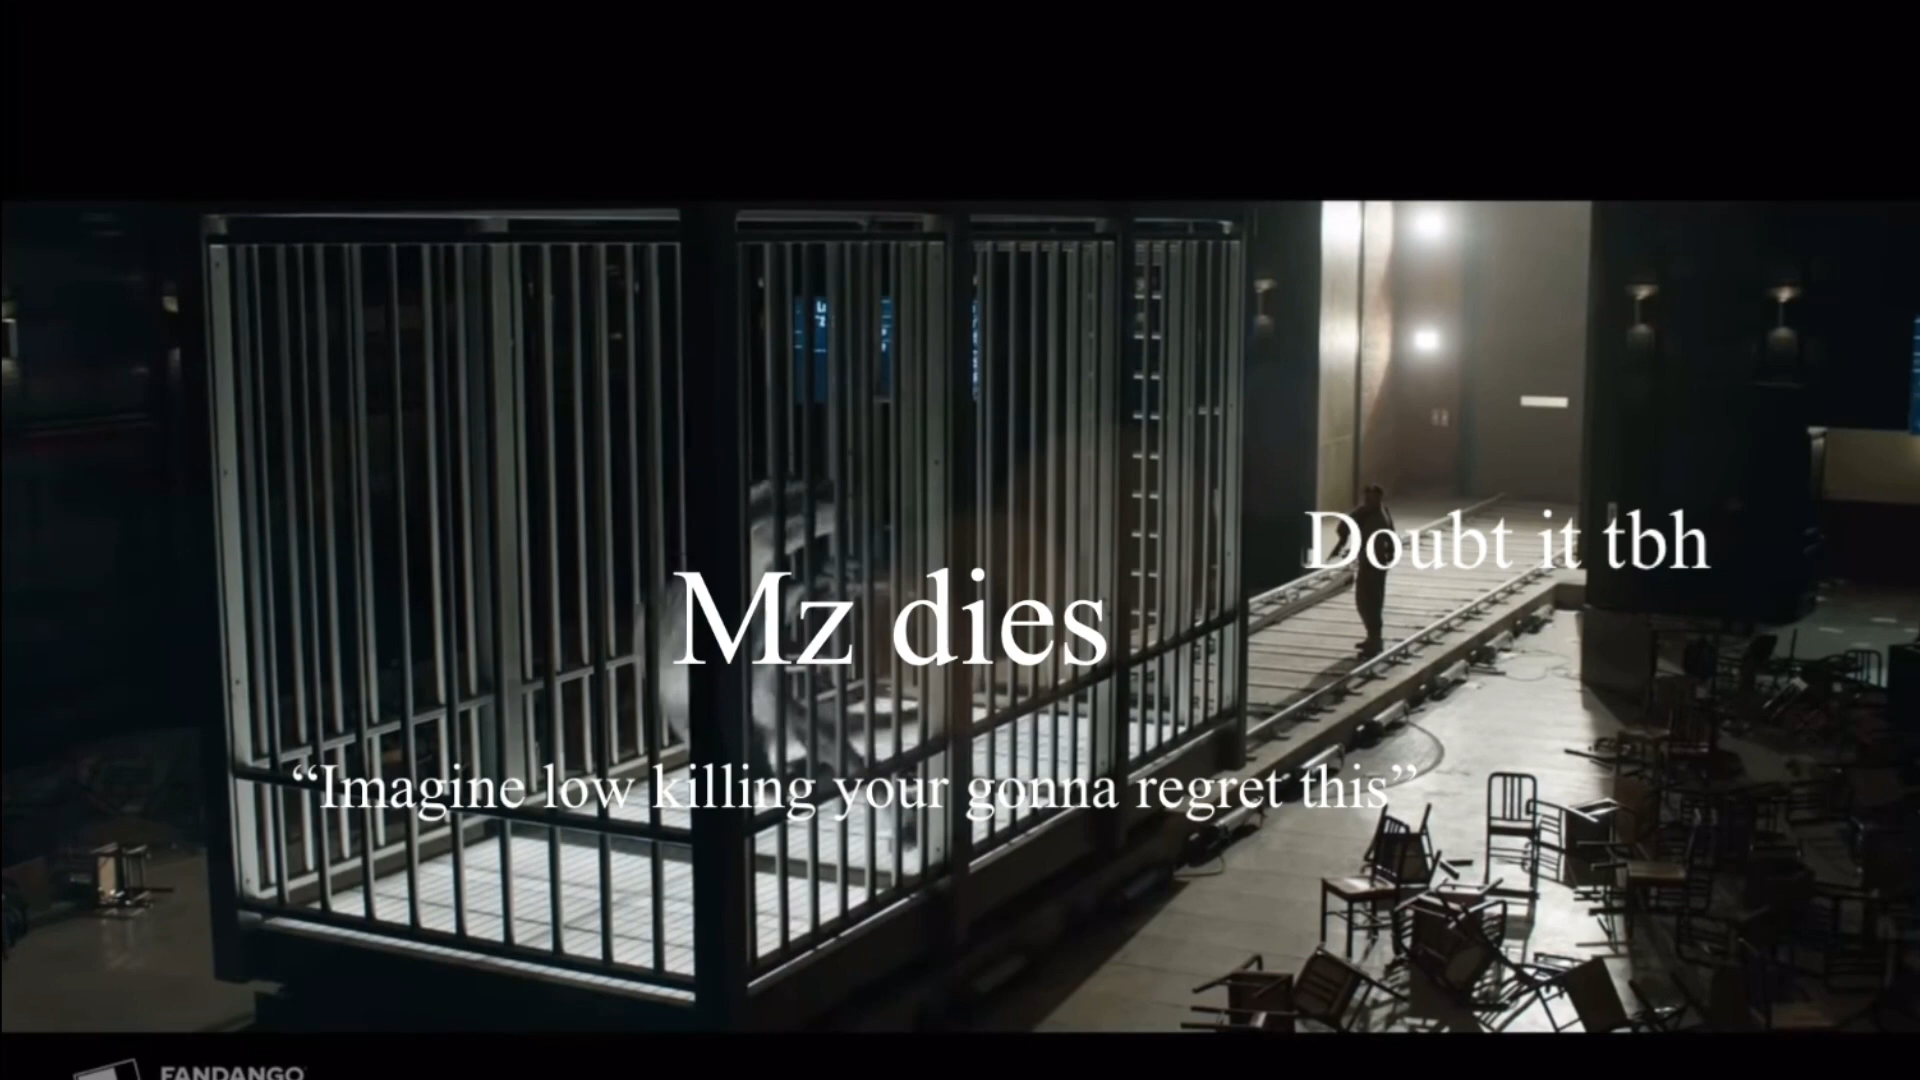 Doubt it tbh
Mz dies
“Imagine low killing your gonna regret this”
FANDANGO